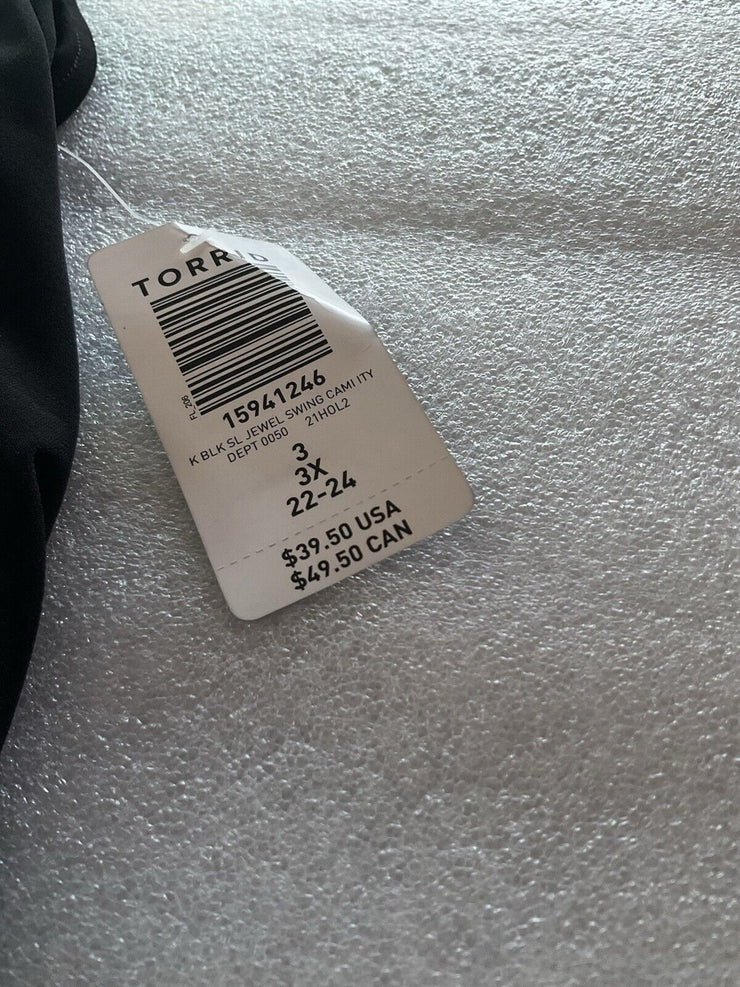 TORRID
FL_206
15941246
K BLK SL JEWEL SWING CAMI ITY
DEPT 0050 21HOL2
3
3X
22-24
$39.50 USA
$49.50 CAN